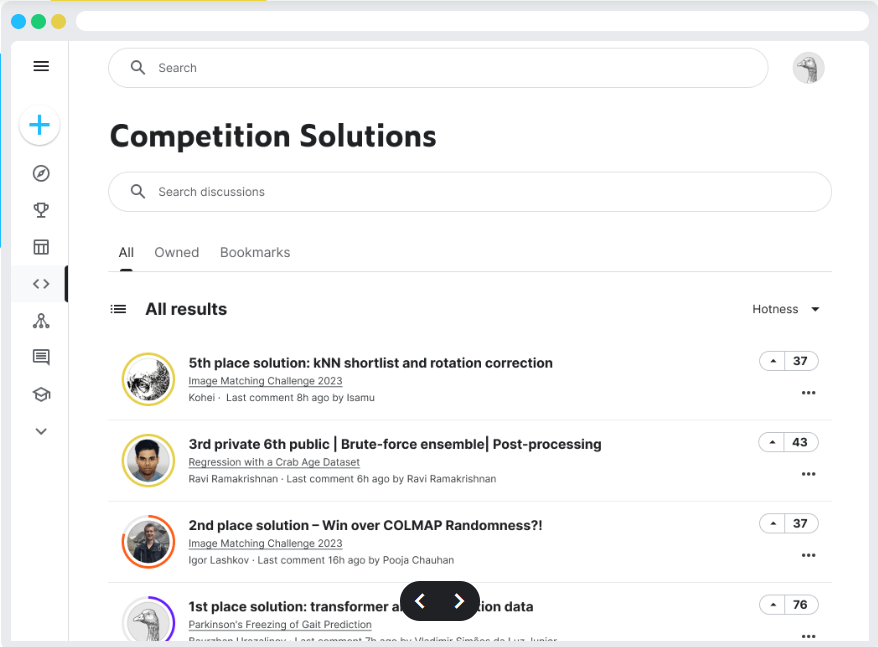 Search
Competition Solutions
Search discussions
All Owned Bookmarks
All results
Hotness
5th place solution: kNN shortlist and rotation correction
37
Image Matching Challenge 2023
Kohei · Last comment 8h ago by Isamu
3rd private 6th public | Brute-force ensemble| Post-processing
43
Regression with a Crab Age Dataset
Ravi Ramakrishnan · Last comment 6h ago by Ravi Ramakrishnan
2nd place solution – Win over COLMAP Randomness?!
37
Image Matching Challenge 2023
Igor Lashkov · Last comment 16h ago by Pooja Chauhan
1st place solution: transformer data
76
Parkinson's Freezing of Gait Prediction
Last comment 7h ago by Vladimir Simões da Luz Junior